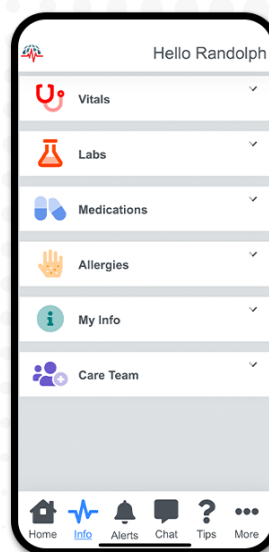 Hello Randolph
Vitals
Labs
Medications
Allergies
My Info
Care Team
Home Info Alerts Chat Tips More